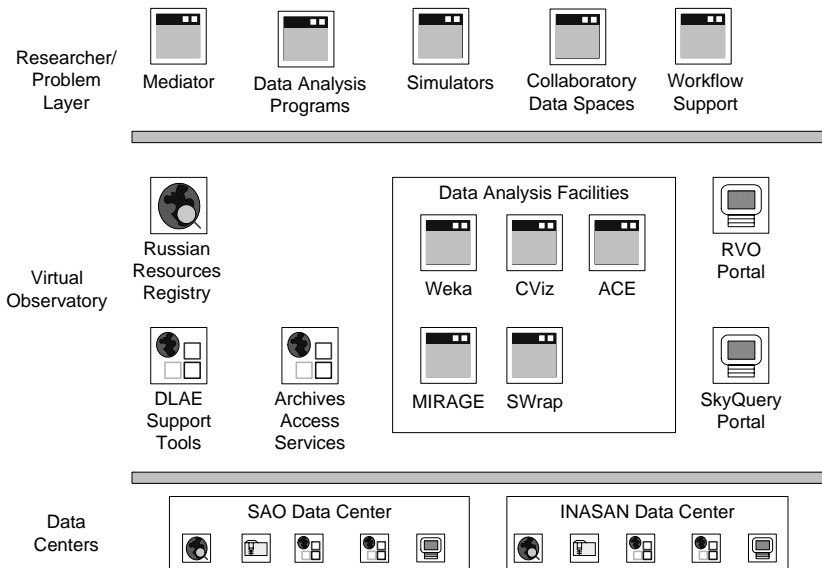 Researcher/
Problem
Layer
Mediator
Data Analysis
Programs
Simulators
Collaboratory
Data Spaces
Workflow
Support
Virtual
Observatory
Russian
Resources
Registry
Data Analysis Facilities
Weka
CViz
ACE
RVO
Portal
DLAE
Support
Tools
Archives
Access
Services
MIRAGE
SWrap
SkyQuery
Portal
Data
Centers
SAO Data Center
INASAN Data Center